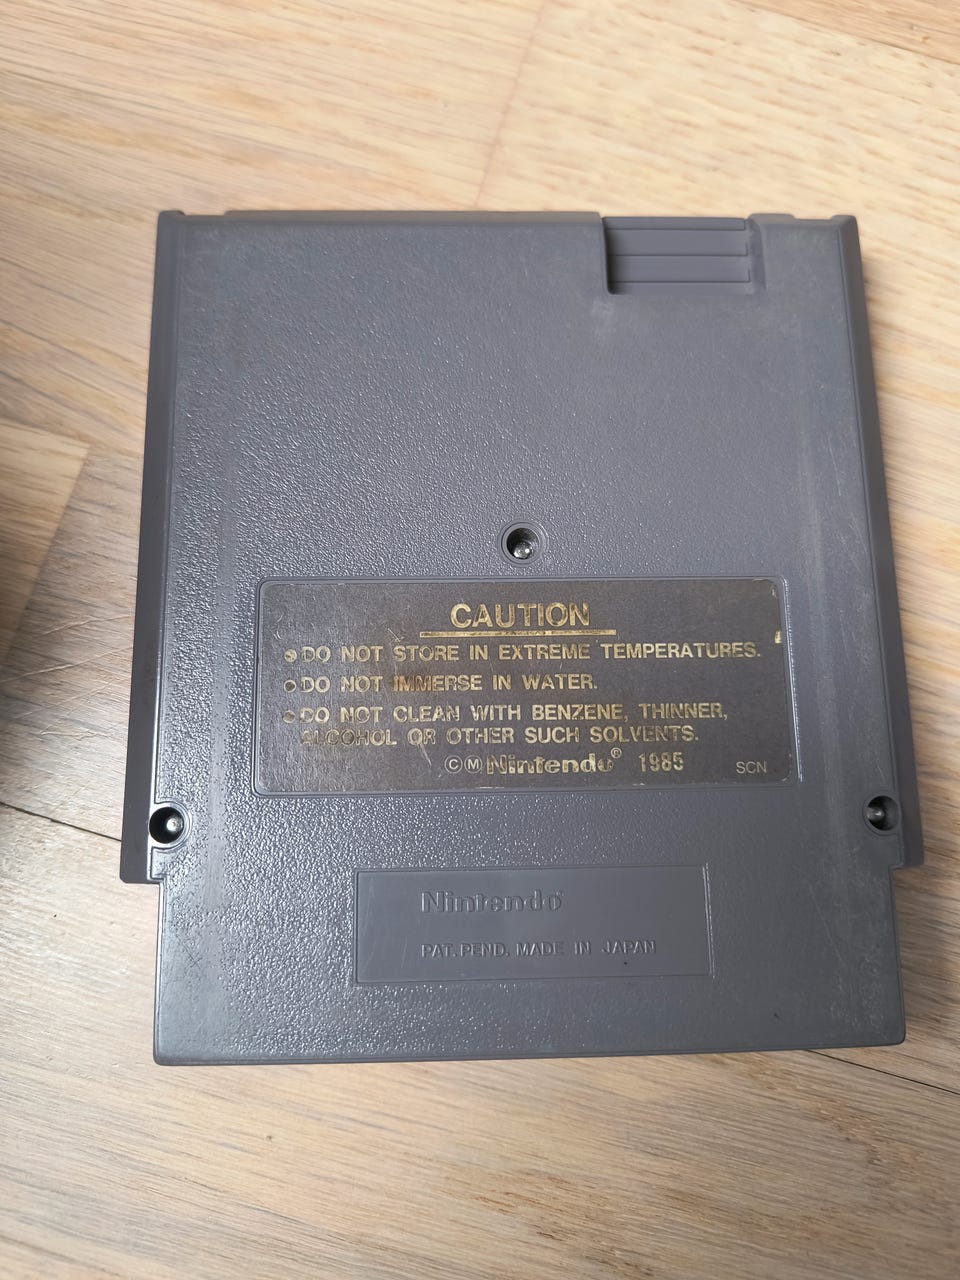 CAUTION
●DO NOT STORE IN EXTREME TEMPERATURES.
●DO NOT IMMERSE IN WATER.
●DO NOT CLEAN WITH BENZENE, THINNER,
ALCOHOL OR OTHER SUCH SOLVENTS.
©Ⓜ Nintendo® 1985 SCN
Nintendo®
PAT. PEND. MADE IN JAPAN